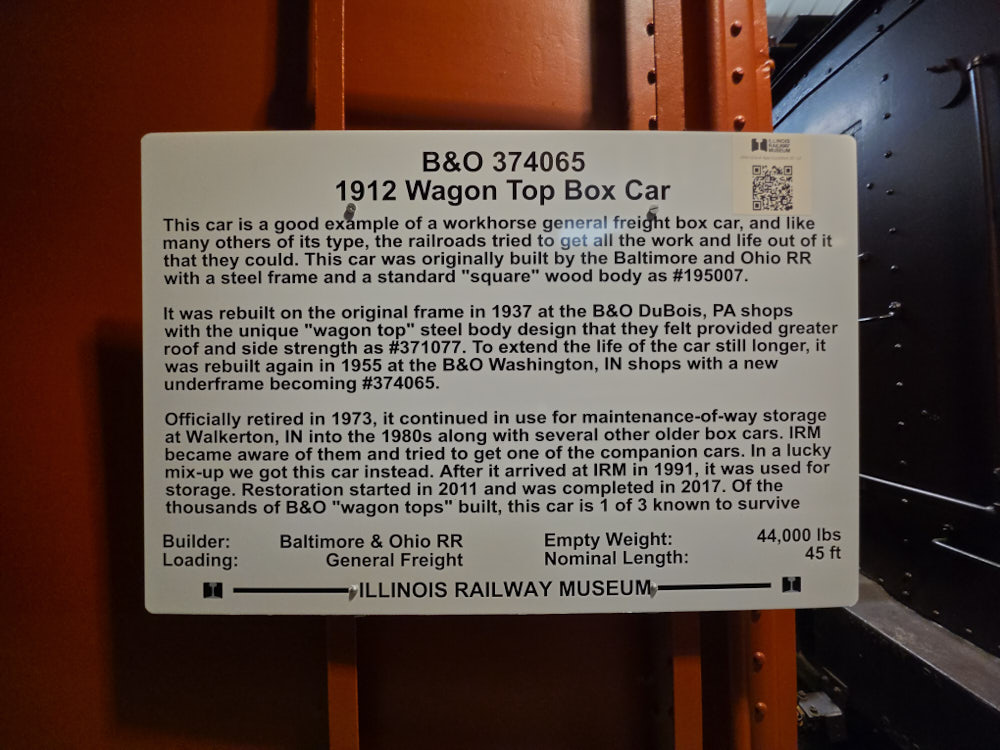 ILLINOIS
RAILWAY
MUSEUM
B&O 374065
1912 Wagon Top Box Car
This car is a good example of a workhorse general freight box car, and like
many others of its type, the railroads tried to get all the work and life out of it
that they could. This car was originally built by the Baltimore and Ohio RR
with a steel frame and a standard "square" wood body as #195007.
It was rebuilt on the original frame in 1937 at the B&O DuBois, PA shops
with the unique "wagon top" steel body design that they felt provided greater
roof and side strength as #371077. To extend the life of the car still longer, it
was rebuilt again in 1955 at the B&O Washington, IN shops with a new
underframe becoming #374065.
Officially retired in 1973, it continued in use for maintenance-of-way storage
at Walkerton, IN into the 1980s along with several other older box cars. IRM
became aware of them and tried to get one of the companion cars. In a lucky
mix-up we got this car instead. After it arrived at IRM in 1991, it was used for
storage. Restoration started in 2011 and was completed in 2017. Of the
thousands of B&O "wagon tops" built, this car is 1 of 3 known to survive
Builder: Baltimore & Ohio RR Empty Weight: 44,000 lbs
Loading: General Freight Nominal Length: 45 ft
ILLINOIS RAILWAY MUSEUM